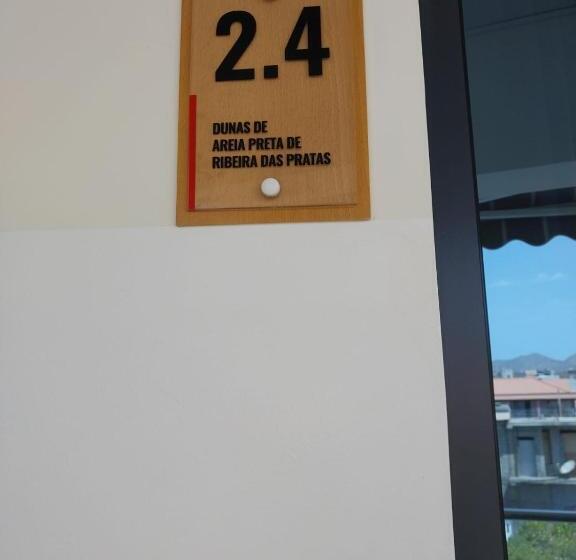 2.4
DUNAS DE
AREIA PRETA DE
RIBEIRA DAS PRATAS